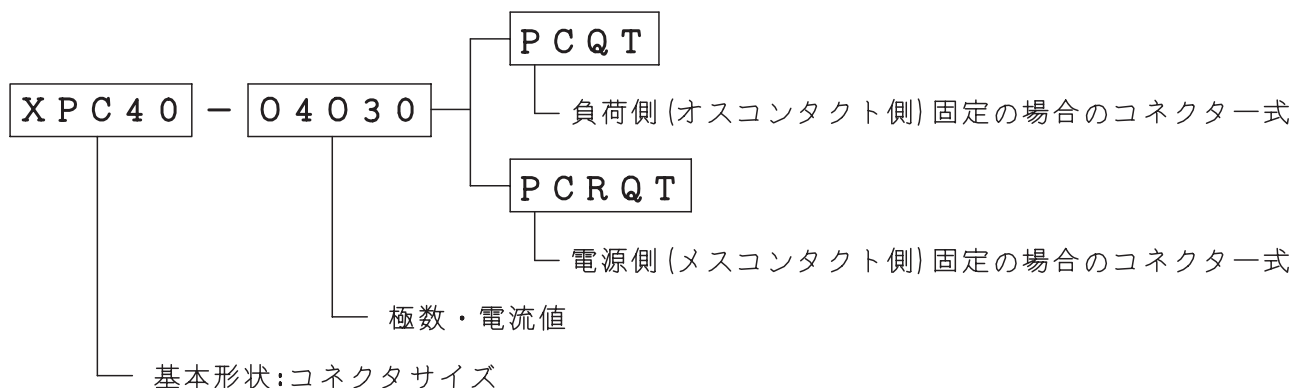 PCQT
XPC40-04030
負荷側(オスコンタクト側)固定の場合のコネクター式
PCRQT
電源側(メスコンタクト側)固定の場合のコネクター式
極数・電流値
基本形状:コネクタサイズ